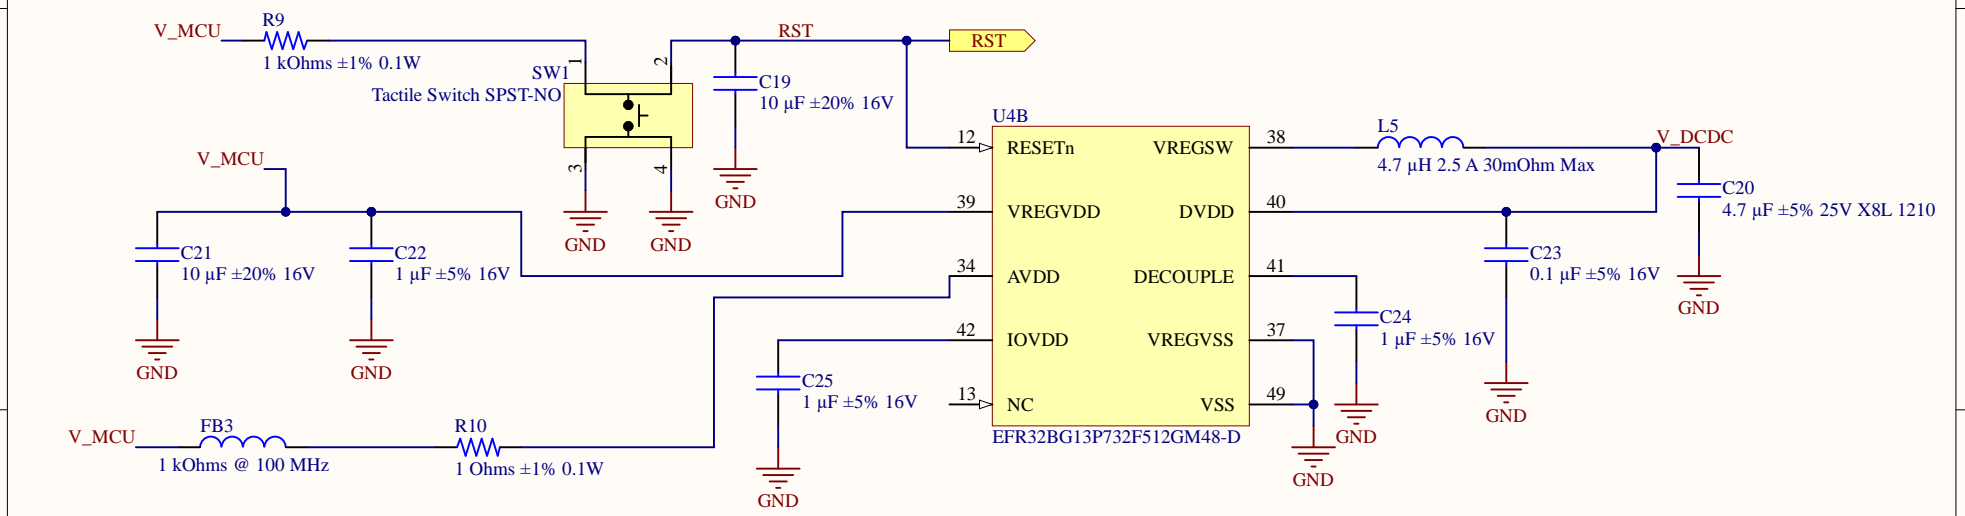 R9
V_MCU
1 kOhms ±1% 0.1W
SW1
Tactile Switch SPST-NO
1
2
3
4
GND
GND
RST
RST
C19
10 µF ±20% 16V
GND
V_MCU
C21
10 µF ±20% 16V
GND
C22
1 µF ±5% 16V
GND
V_MCU
FB3
1 kOhms @ 100 MHz
R10
1 Ohms ±1% 0.1W
C25
1 µF ±5% 16V
GND
U4B
12 RESETn
39 VREGVDD
34 AVDD
42 IOVDD
13 NC
VREGSW 38
DVDD 40
DECOUPLE 41
VREGVSS 37
VSS 49
EFR32BG13P732F512GM48-D
L5
4.7 µH 2.5 A 30mOhm Max
V_DCDC
C20
4.7 µF ±5% 25V X8L 1210
GND
C23
0.1 µF ±5% 16V
GND
C24
1 µF ±5% 16V
GND
GND